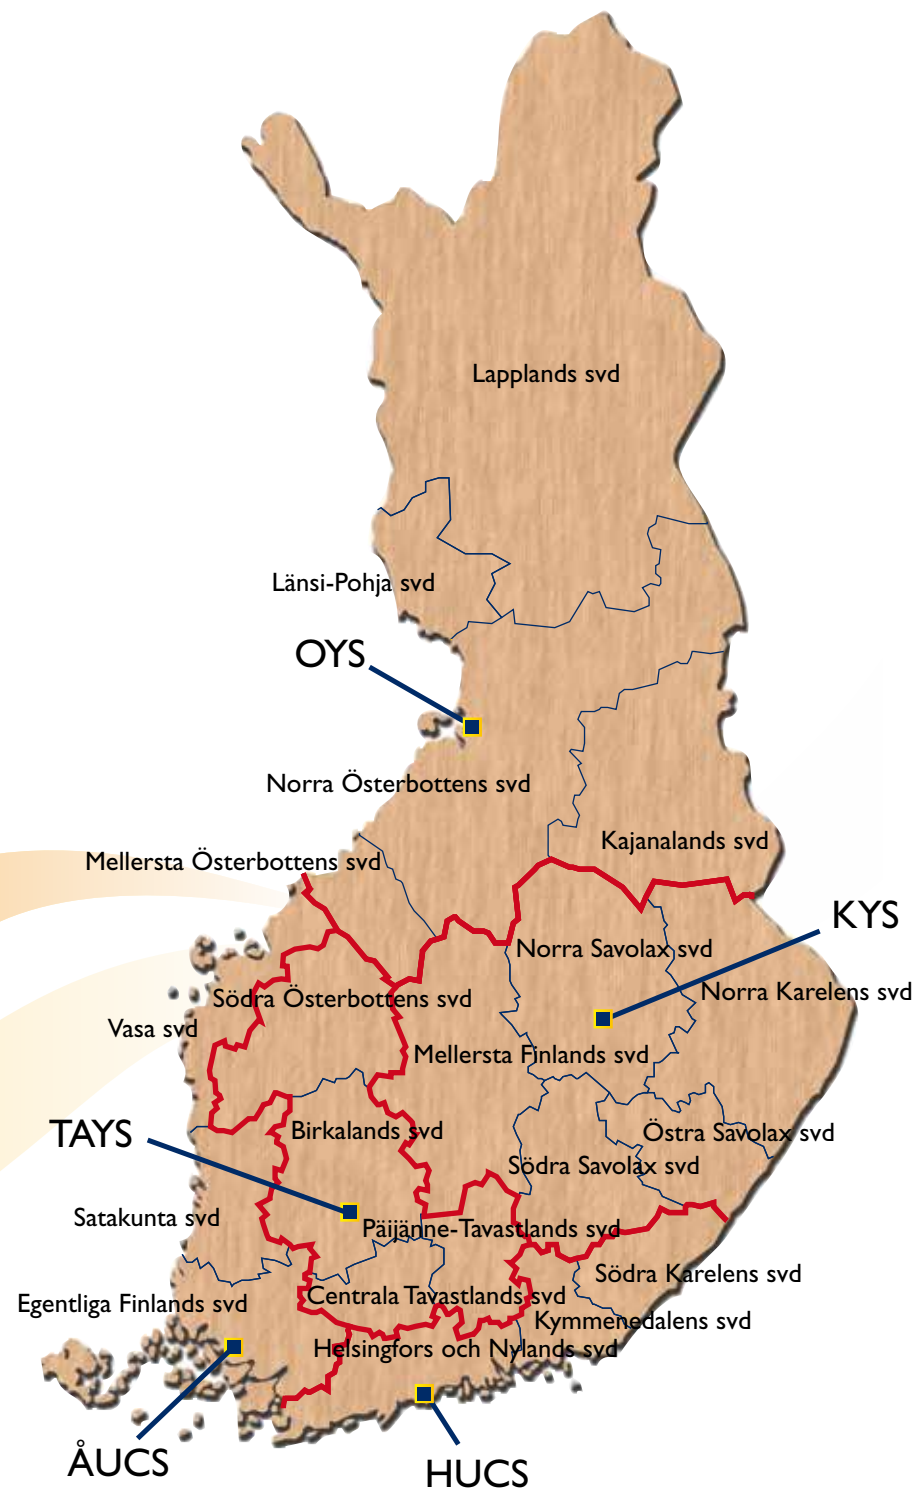 Lapplands svd
Länsi-Pohja svd
OYS
Norra Österbottens svd
Kajanalands svd
Mellersta Österbottens svd
KYS
Norra Savolax svd
Norra Karelens svd
Södra Österbottens svd
Vasa svd
Mellersta Finlands svd
TAYS
Birkalands svd
Östra Savolax svd
Södra Savolax svd
Satakunta svd
Päijänne-Tavastlands svd
Södra Karelens svd
Egentliga Finlands svd
Centrala Tavastlands svd
Kymmenedalens svd
Helsingfors och Nylands svd
ÅUCS
HUCS